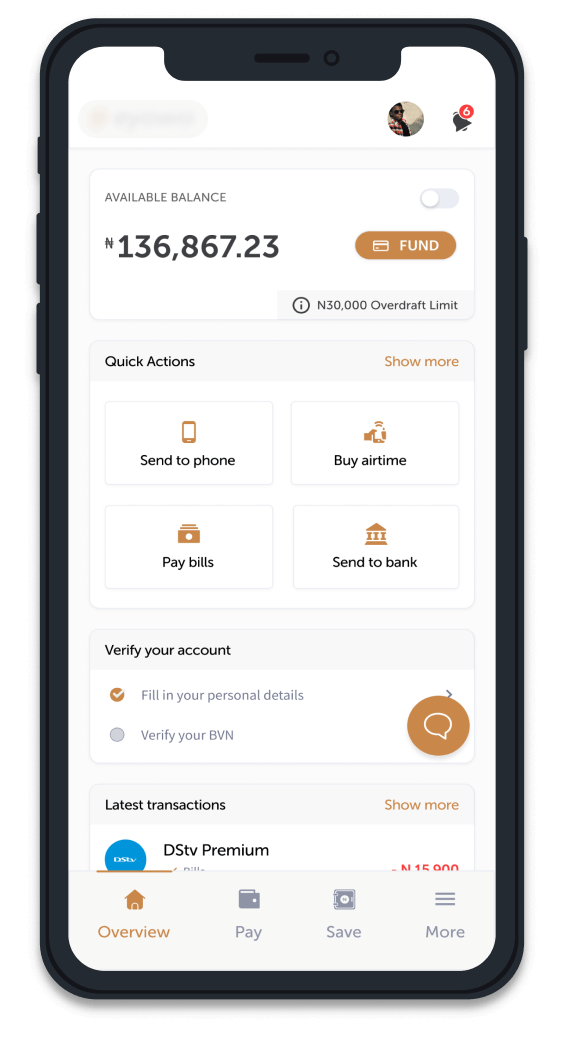 6
AVAILABLE BALANCE
₦136,867.23
FUND
N30,000 Overdraft Limit
Quick Actions
Show more
Send to phone
Buy airtime
Pay bills
Send to bank
Verify your account
Fill in your personal details
Verify your BVN
Latest transactions
Show more
DStv
DStv Premium
Bills
- N 15,900
Overview
Pay
Save
More